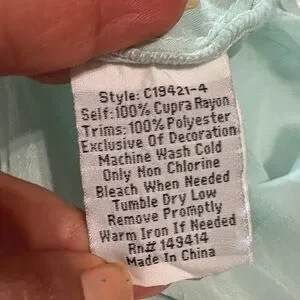 Style: C19421-4
Self:100% Cupra Rayon
Trims:100% Polyester
Exclusive Of Decoration
Machine Wash Cold
Only Non Chlorine
Bleach When Needed
Tumble Dry Low
Remove Promptly
Warm Iron If Needed
Rn# 149414
Made In China